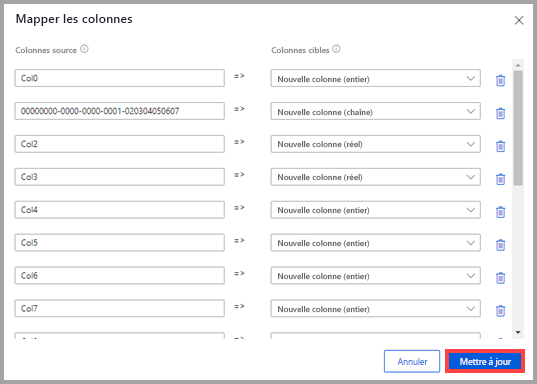 Mapper les colonnes
Colonnes source
Colonnes cibles
Col0 => Nouvelle colonne (entier)
00000000-0000-0000-0001-020304050607 => Nouvelle colonne (chaîne)
Col2 => Nouvelle colonne (réel)
Col3 => Nouvelle colonne (réel)
Col4 => Nouvelle colonne (entier)
Col5 => Nouvelle colonne (entier)
Col6 => Nouvelle colonne (entier)
Col7 => Nouvelle colonne (entier)
Annuler
Mettre à jour